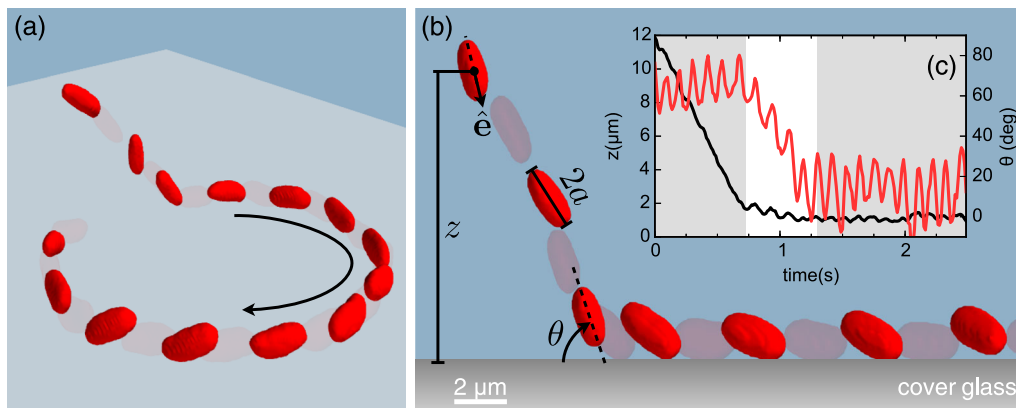 (a)
(b)
z
ê
2a
θ
2 μm
cover glass
(c)
12
10
8
6
4
2
0
z(μm)
0
1
2
time(s)
80
60
40
20
0
θ (deg)